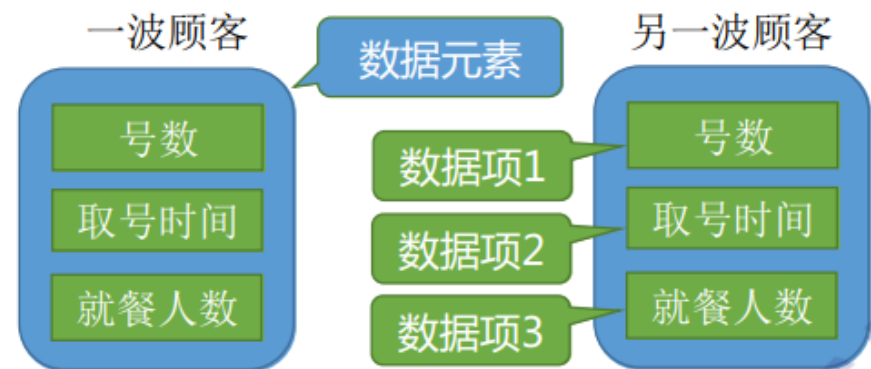 一波顾客
数据元素
另一波顾客
号数
取号时间
就餐人数
数据项1
数据项2
数据项3
号数
取号时间
就餐人数